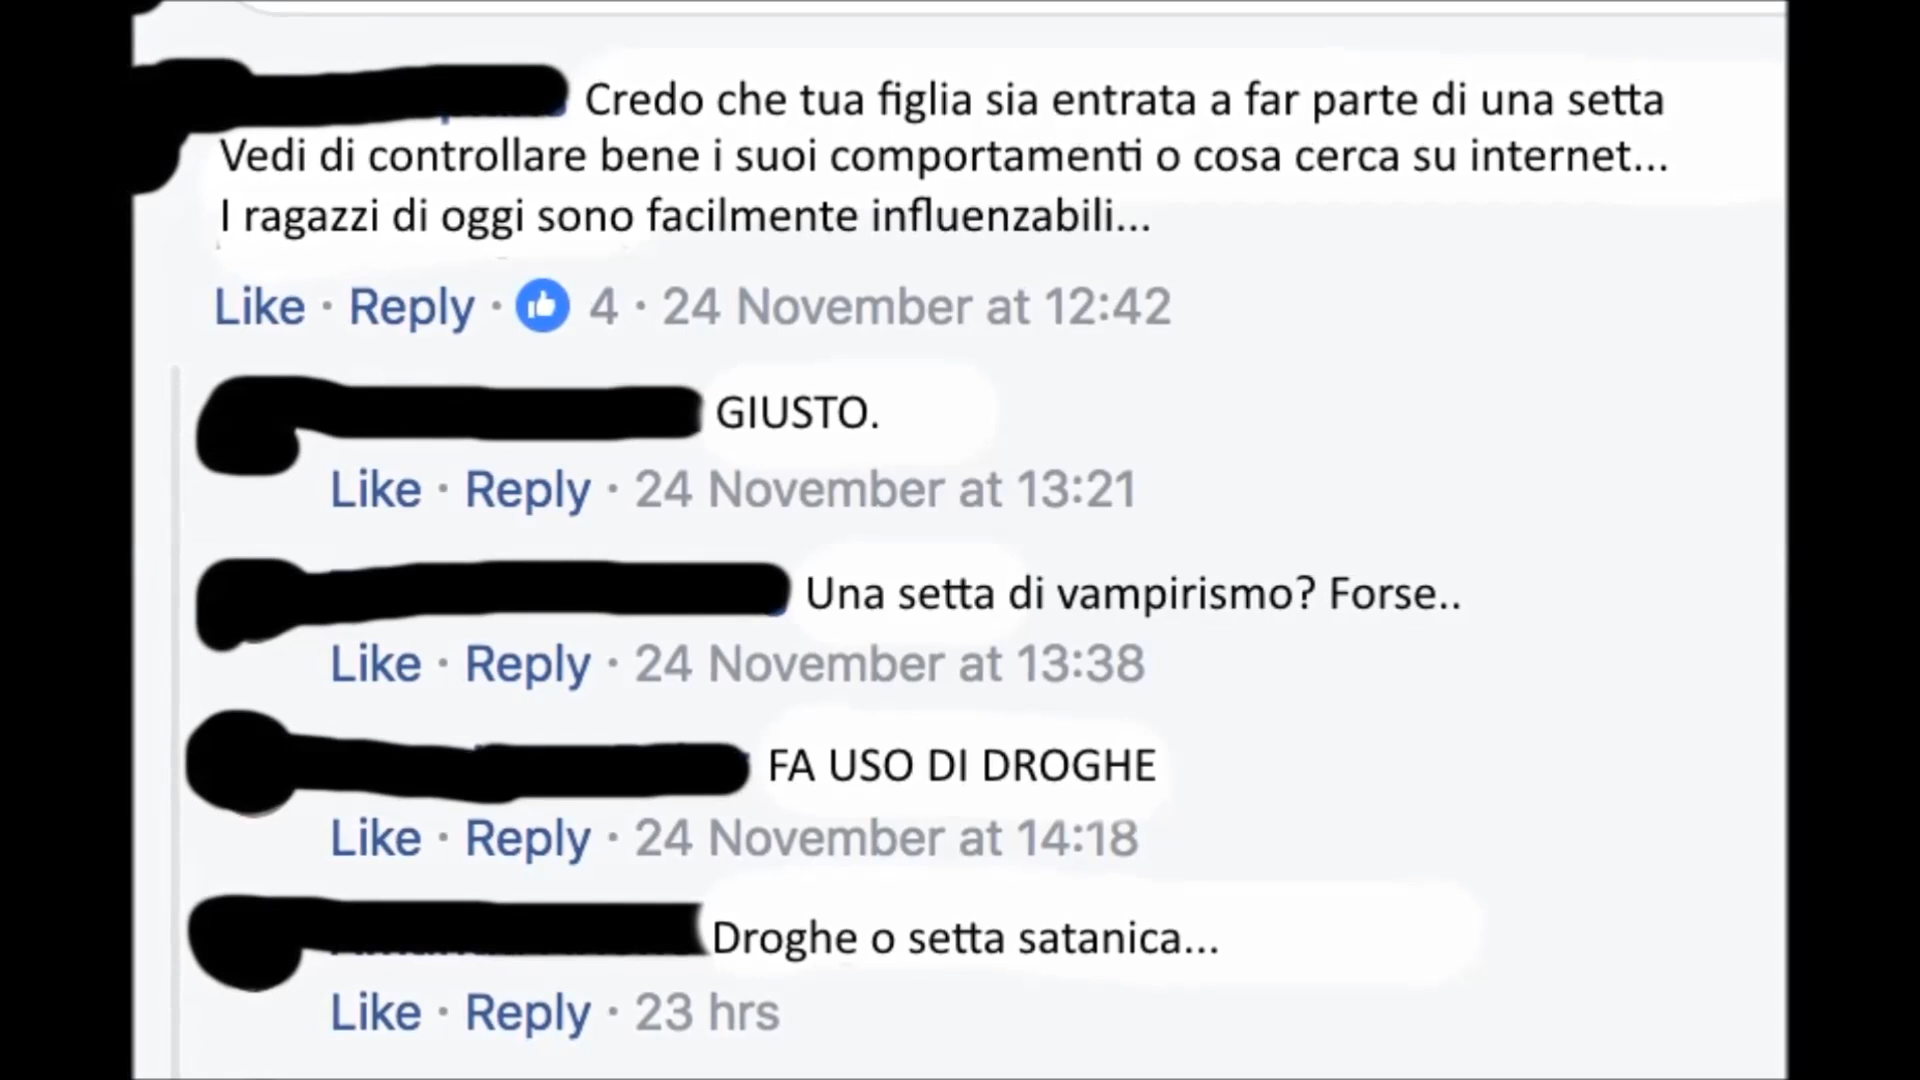 Credo che tua figlia sia entrata a far parte di una setta
Vedi di controllare bene i suoi comportamenti o cosa cerca su internet...
I ragazzi di oggi sono facilmente influenzabili...
Like · Reply · 4 · 24 November at 12:42
GIUSTO.
Like · Reply · 24 November at 13:21
Una setta di vampirismo? Forse..
Like · Reply · 24 November at 13:38
FA USO DI DROGHE
Like · Reply · 24 November at 14:18
Droghe o setta satanica...
Like · Reply · 23 hrs